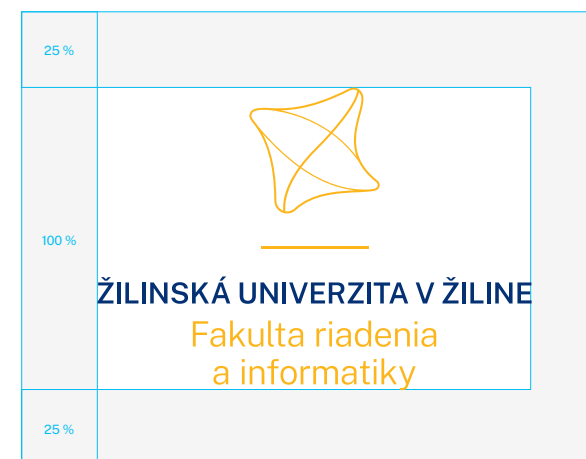 25 %
100 %
ŽILINSKÁ UNIVERZITA V ŽILINE
Fakulta riadenia
a informatiky
25 %